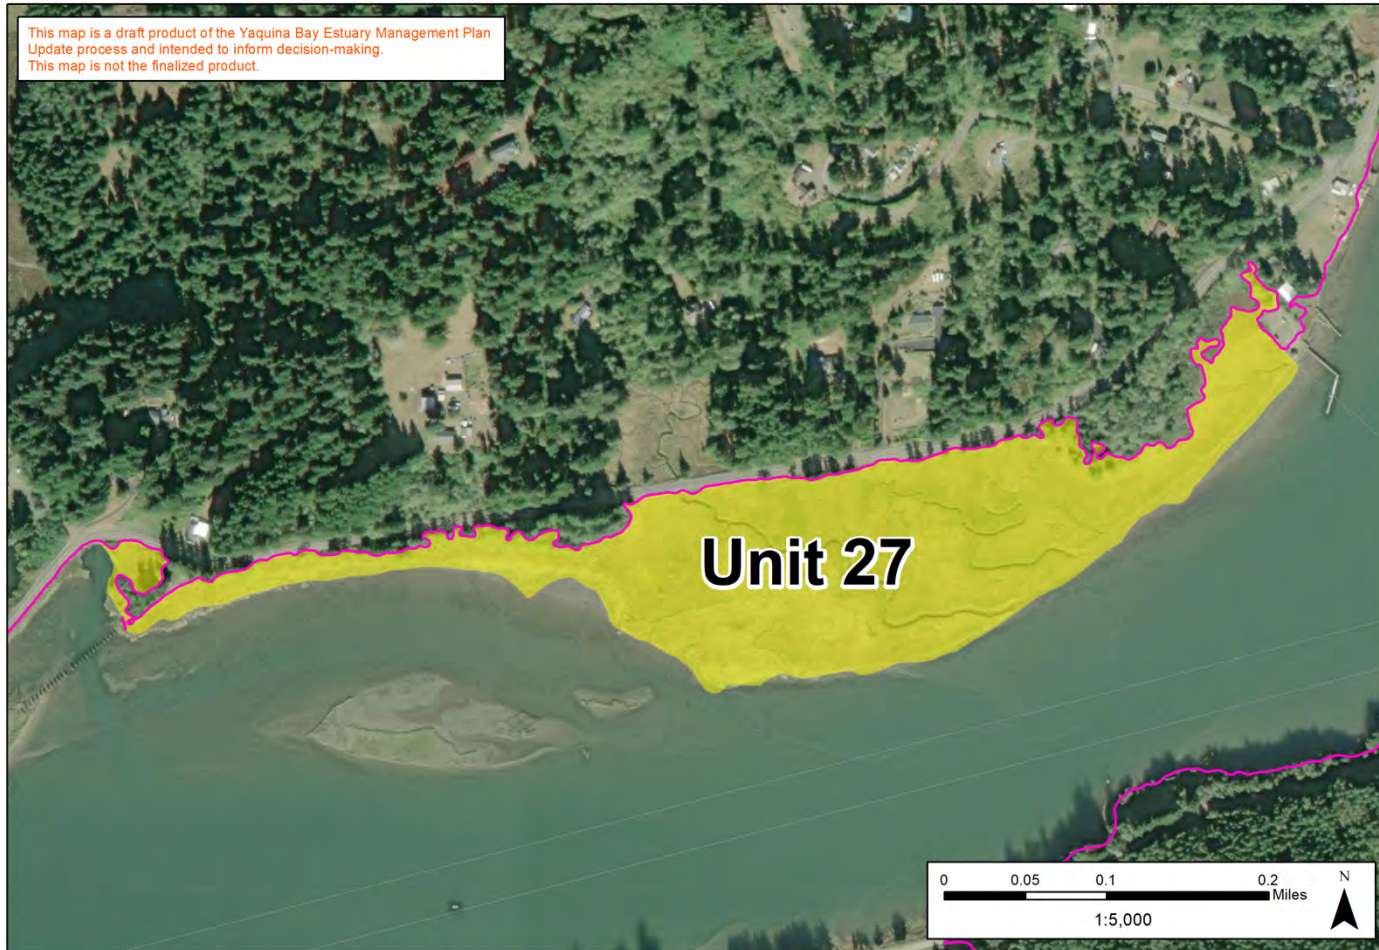 This map is a draft product of the Yaquina Bay Estuary Management Plan
Update process and intended to inform decision-making.
This map is not the finalized product.
Unit 27
0 0.05 0.1 0.2
Miles
N
1:5,000